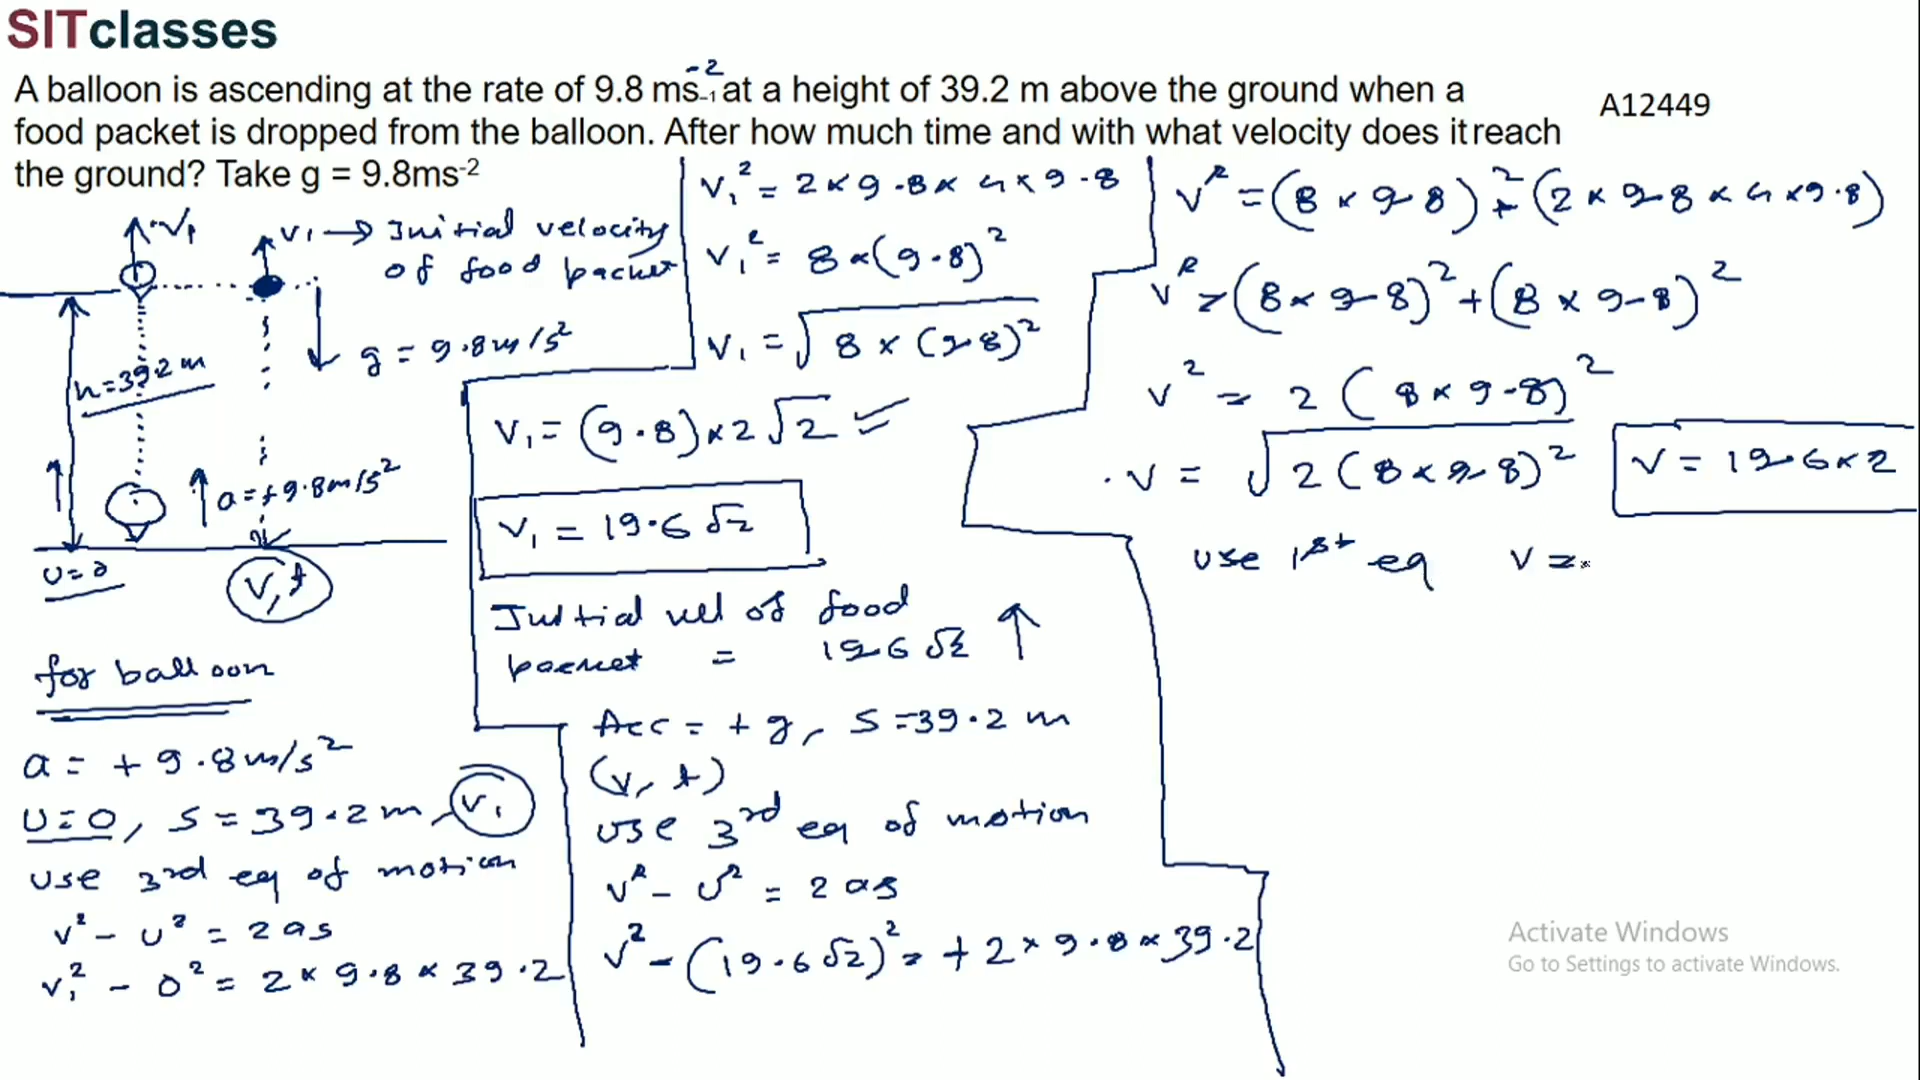 SITclasses
A balloon is ascending at the rate of 9.8 ms-1 -2 at a height of 39.2 m above the ground when a
food packet is dropped from the balloon. After how much time and with what velocity does it reach
the ground? Take g = 9.8ms-2
A12449
V₁
V₁ → Initial velocity
of food packet
g = 9.8 m/s²
h=39.2 m
a=+9.8m/s²
u=0
V, t
for balloon
a = + 9.8 m/s²
u=0, s = 39.2 m, V₁
use 3rd eq of motion
v² - u² = 2as
v₁² - 0² = 2 × 9.8 × 39.2
V₁² = 2 × 9.8 × 4 × 9.8
V₁² = 8 × (9.8)²
V₁ = √8 × (9.8)²
V₁ = (9.8) × 2√2
V₁ = 19.6 √2
Initial vel of food
packet = 19.6 √2 ↑
Acc = + g, S = 39.2 m
(v, t)
use 3rd eq of motion
v² - u² = 2as
v² - (19.6 √2)² = + 2 × 9.8 × 39.2
V² = (8 × 9.8)² + (2 × 9.8 × 4 × 9.8)
V² = (8 × 9.8)² + (8 × 9.8)²
V² = 2 (8 × 9.8)²
V = √2 (8 × 9.8)²
V = 19.6 × 2
use 1st eq V =
Activate Windows
Go to Settings to activate Windows.